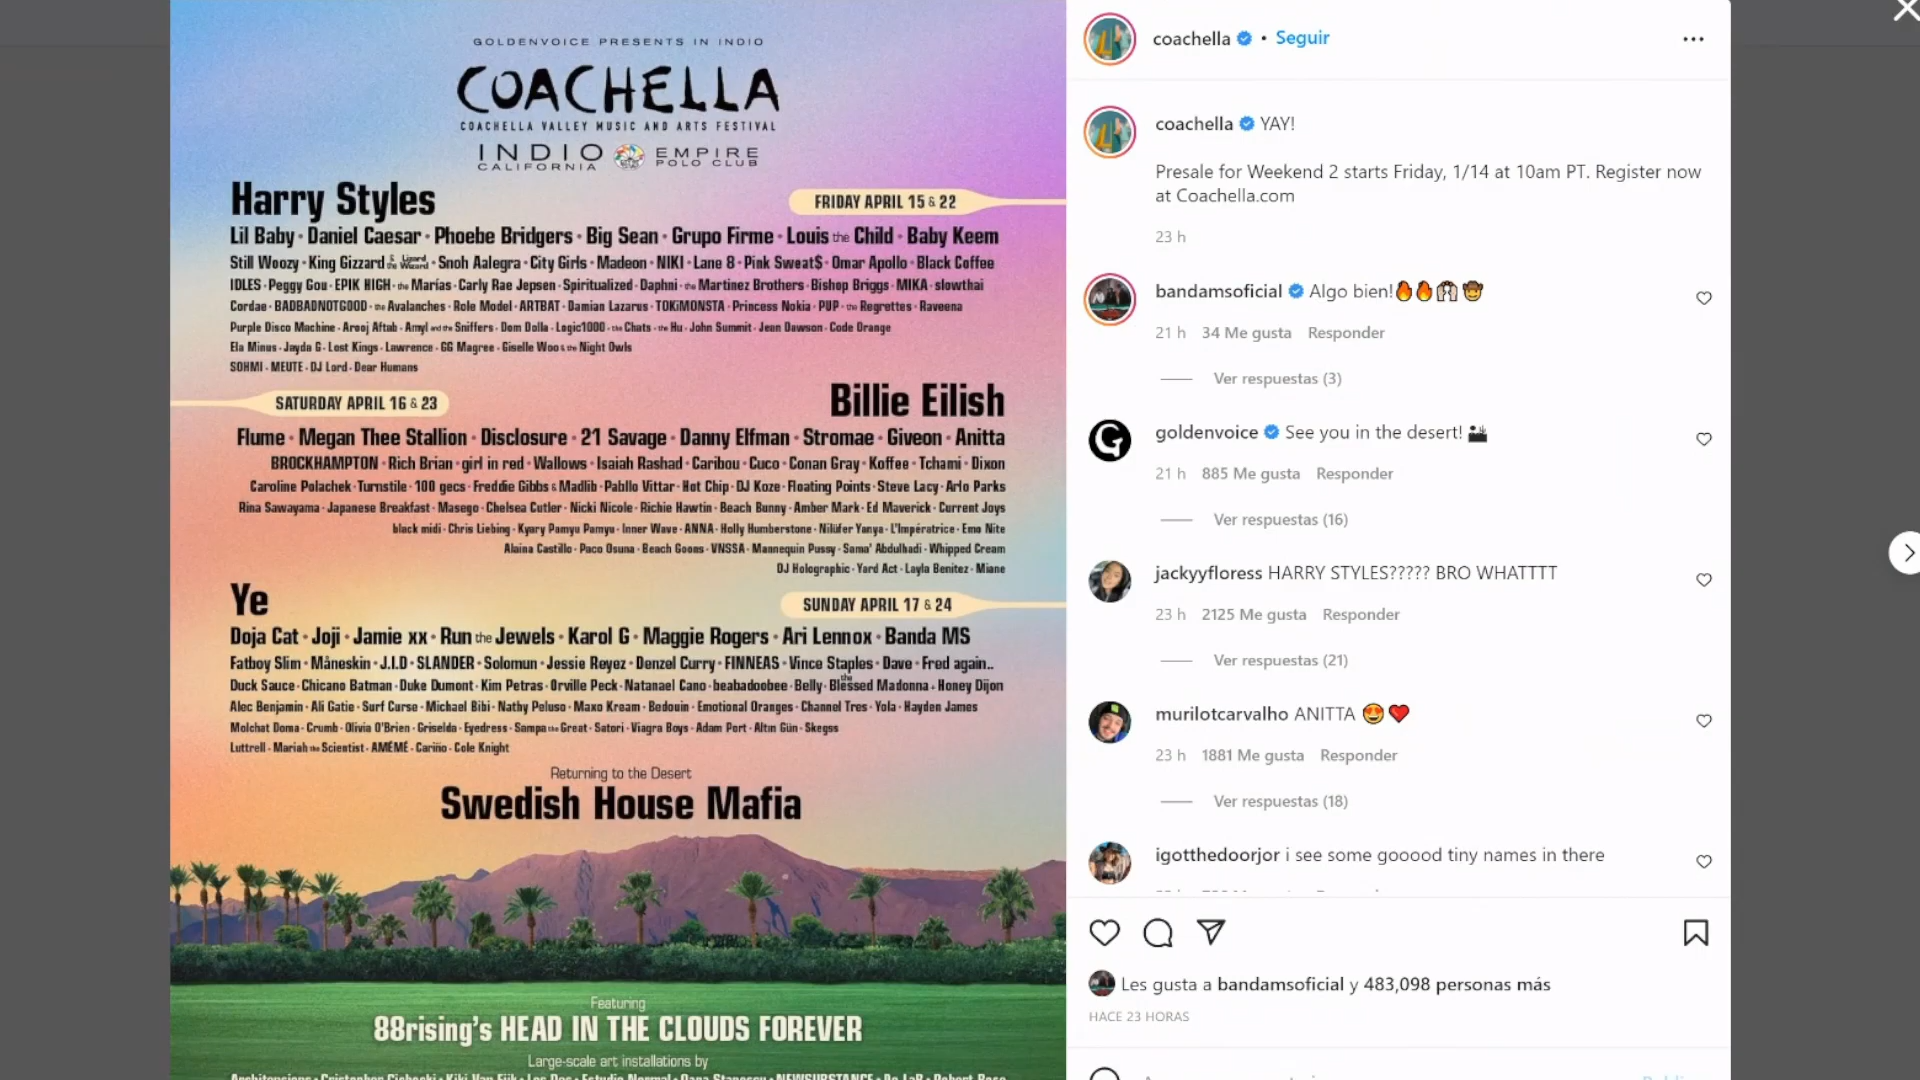 GOLDENVOICE PRESENTS IN INDIO
COACHELLA
COACHELLA VALLEY MUSIC AND ARTS FESTIVAL
INDIO
CALIFORNIA
EMPIRE
POLO CLUB
Harry Styles
FRIDAY APRIL 15 & 22
Lil Baby • Daniel Caesar • Phoebe Bridgers • Big Sean • Grupo Firme • Louis the Child • Baby Keem
Still Woozy • King Gizzard & the Lizard Wizard • Snoh Aalegra • City Girls • Madeon • NIKI • Lane 8 • Pink Sweat$ • Omar Apollo • Black Coffee
IDLES • Peggy Gou • EPIK HIGH • the Marías • Carly Rae Jepsen • Spiritualized • Daphni • the Martinez Brothers • Bishop Briggs • MIKA • slowthai
Cordae • BADBADNOTGOOD • the Avalanches • Role Model • ARTBAT • Damian Lazarus • TOKiMONSTA • Princess Nokia • PUP • the Regrettes • Raveena
Purple Disco Machine • Arooj Aftab • Amyl and the Sniffers • Dom Dolla • Logic1000 • the Chats • the Hu • John Summit • Jean Dawson • Code Orange
Ela Minus • Jayda G • Lost Kings • Lawrence • GG Magree • Giselle Woo & the Night Owls
SOHMI • MEUTE • DJ Lord • Dear Humans
SATURDAY APRIL 16 & 23
Billie Eilish
Flume • Megan Thee Stallion • Disclosure • 21 Savage • Danny Elfman • Stromae • Giveon • Anitta
BROCKHAMPTON • Rich Brian • girl in red • Wallows • Isaiah Rashad • Caribou • Cuco • Conan Gray • Koffee • Tchami • Dixon
Caroline Polachek • Turnstile • 100 gecs • Freddie Gibbs & Madlib • Pabllo Vittar • Hot Chip • DJ Koze • Floating Points • Steve Lacy • Arlo Parks
Rina Sawayama • Japanese Breakfast • Masego • Chelsea Cutler • Nicki Nicole • Richie Hawtin • Beach Bunny • Amber Mark • Ed Maverick • Current Joys
black midi • Chris Liebing • Kyary Pamyu Pamyu • Inner Wave • ANNA • Holly Humberstone • Nilüfer Yanya • L'Impératrice • Emo Nite
Alaina Castillo • Paco Osuna • Beach Goons • VNSSA • Mannequin Pussy • Sama' Abdulhadi • Whipped Cream
DJ Holographic • Yard Act • Layla Benitez • Miane
Ye
SUNDAY APRIL 17 & 24
Doja Cat • Joji • Jamie xx • Run the Jewels • Karol G • Maggie Rogers • Ari Lennox • Banda MS
Fatboy Slim • Måneskin • J.I.D • SLANDER • Solomun • Jessie Reyez • Denzel Curry • FINNEAS • Vince Staples • Dave • Fred again..
Duck Sauce • Chicano Batman • Duke Dumont • Kim Petras • Orville Peck • Natanael Cano • beabadoobee • Belly • the Blessed Madonna • Honey Dijon
Alec Benjamin • Ali Gatie • Surf Curse • Michael Bibi • Nathy Peluso • Maxo Kream • Bedouin • Emotional Oranges • Channel Tres • Yola • Hayden James
Molchat Doma • Crumb • Olivia O'Brien • Griselda • Eyedress • Sampa the Great • Satori • Viagra Boys • Adam Port • Altın Gün • Skegss
Luttrell • Mariah the Scientist • AMÉMÉ • Cariño • Cole Knight
Returning to the Desert
Swedish House Mafia
Featuring
88rising's HEAD IN THE CLOUDS FOREVER
Large-scale art installations by
coachella • Seguir
coachella YAY!
Presale for Weekend 2 starts Friday, 1/14 at 10am PT. Register now
at Coachella.com
23 h
bandamsoficial Algo bien!🔥🔥🙌🤠
21 h 34 Me gusta Responder
Ver respuestas (3)
goldenvoice See you in the desert! 🏜
21 h 885 Me gusta Responder
Ver respuestas (16)
jackyyfloress HARRY STYLES????? BRO WHATTTT
23 h 2125 Me gusta Responder
Ver respuestas (21)
murilotcarvalho ANITTA 😍❤️
23 h 1881 Me gusta Responder
Ver respuestas (18)
igotthedoorjor i see some gooood tiny names in there
Les gusta a bandamsoficial y 483,098 personas más
HACE 23 HORAS